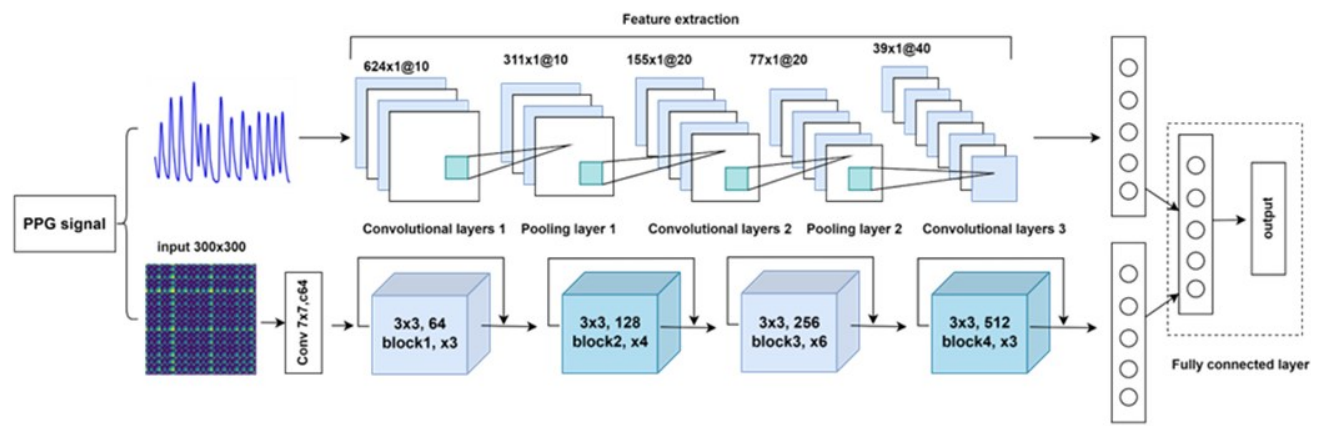 Feature extraction
624x1@10
311x1@10
155x1@20
77x1@20
39x1@40
PPG signal
Convolutional layers 1
Pooling layer 1
Convolutional layers 2
Pooling layer 2
Convolutional layers 3
input 300x300
Conv 7x7,c64
3x3, 64
block1, x3
3x3, 128
block2, x4
3x3, 256
block3, x6
3x3, 512
block4, x3
output
Fully connected layer